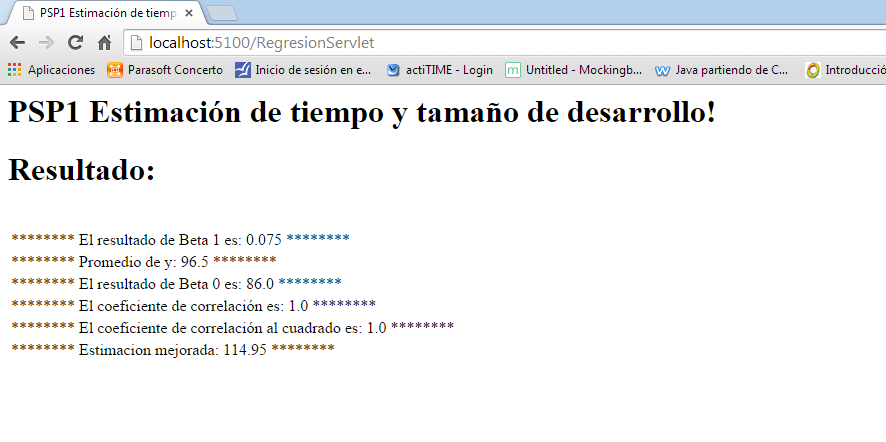 PSP1 Estimación de tiemp
localhost:5100/RegresionServlet
Aplicaciones
Parasoft Concerto
Inicio de sesión en e...
actiTIME - Login
Untitled - Mockingb...
Java partiendo de C...
Introducció
PSP1 Estimación de tiempo y tamaño de desarrollo!
Resultado:
******** El resultado de Beta 1 es: 0.075 ********
******** Promedio de y: 96.5 ********
******** El resultado de Beta 0 es: 86.0 ********
******** El coeficiente de correlación es: 1.0 ********
******** El coeficiente de correlación al cuadrado es: 1.0 ********
******** Estimacion mejorada: 114.95 ********